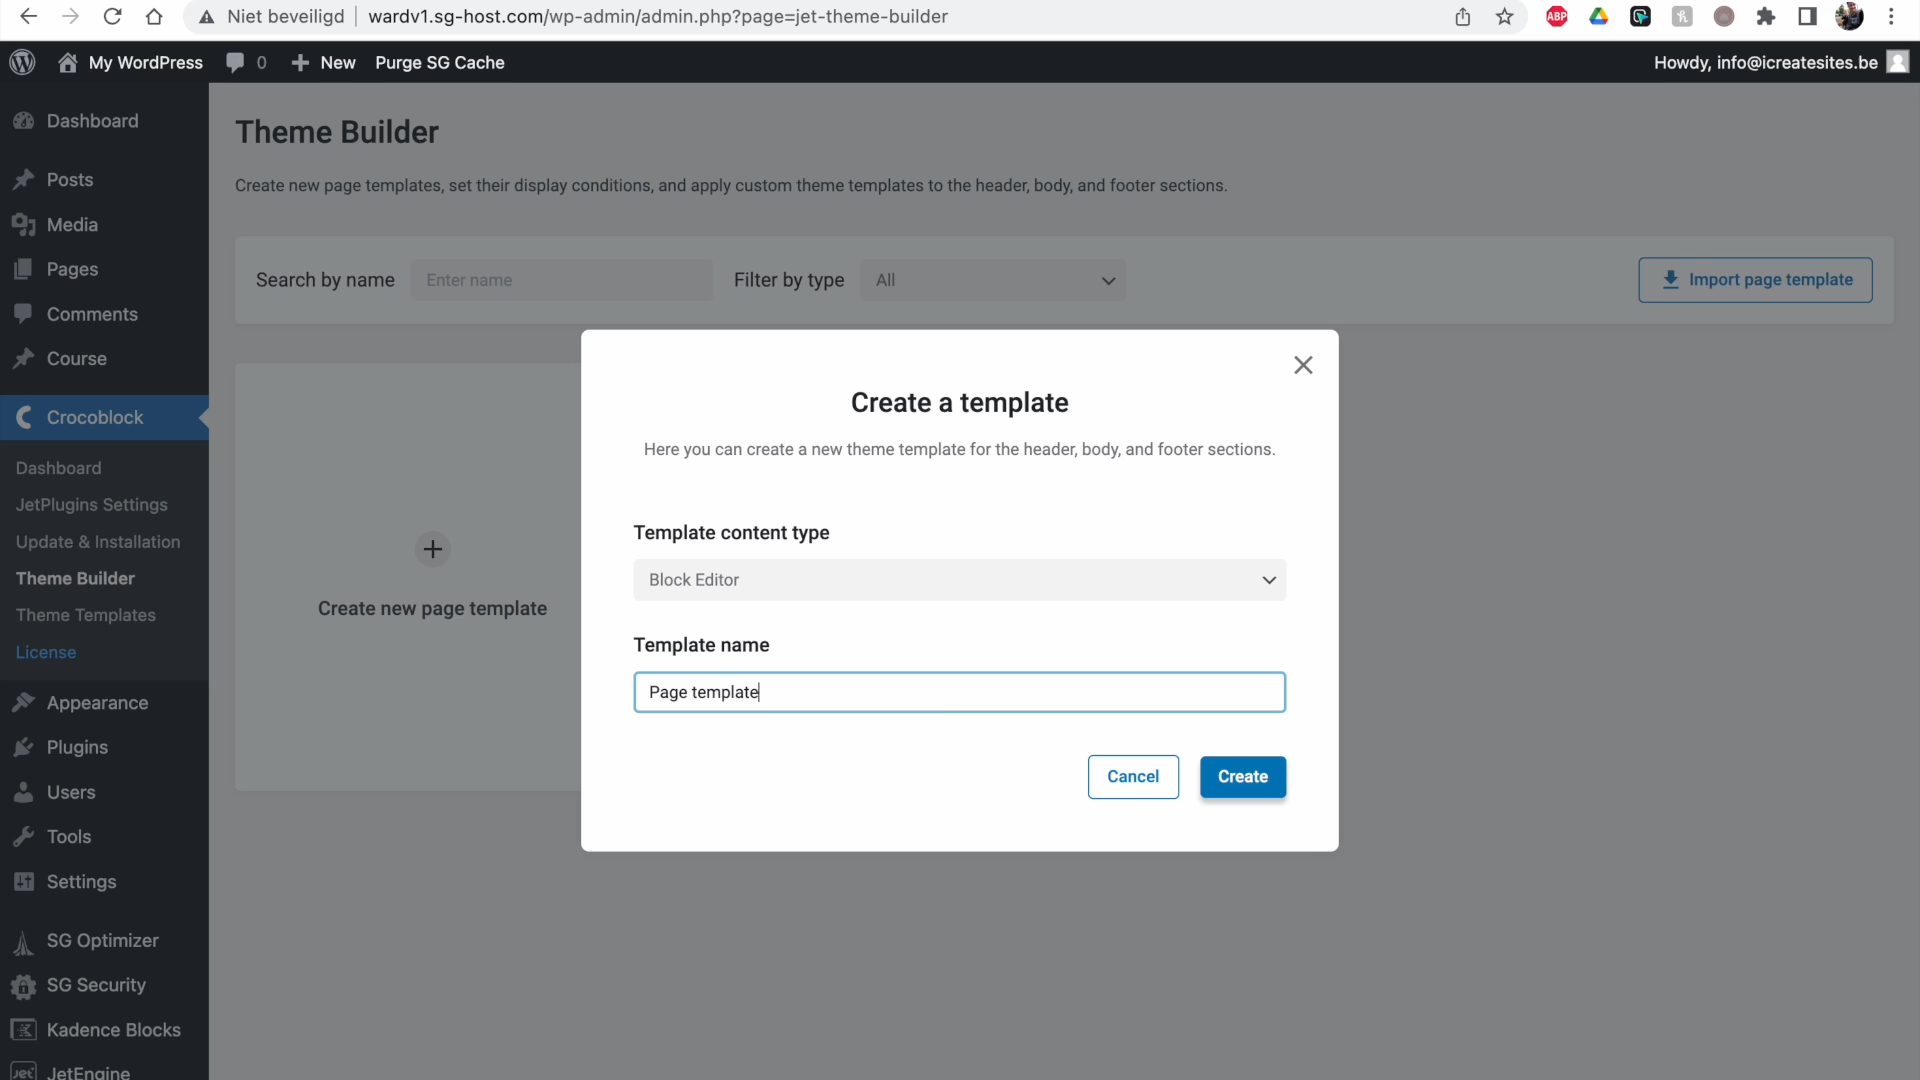 Niet beveiligd wardv1.sg-host.com/wp-admin/admin.php?page=jet-theme-builder
ABP
My WordPress 0 New Purge SG Cache Howdy, info@icreatesites.be
Dashboard
Posts
Media
Pages
Comments
Course
Crocoblock
Dashboard
JetPlugins Settings
Update & Installation
Theme Builder
Theme Templates
License
Appearance
Plugins
Users
Tools
Settings
SG Optimizer
SG Security
Kadence Blocks
Jet JetEngine
Theme Builder
Create new page templates, set their display conditions, and apply custom theme templates to the header, body, and footer sections.
Search by name Enter name Filter by type All Import page template
Create new page template
Create a template
Here you can create a new theme template for the header, body, and footer sections.
Template content type
Block Editor
Template name
Page template
Cancel Create